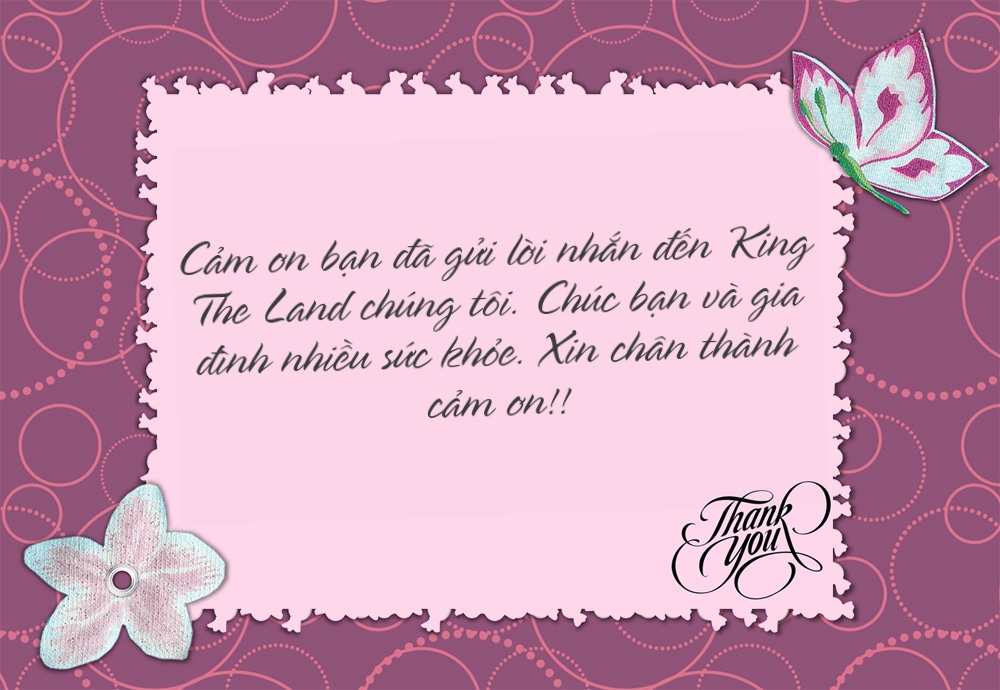 Cảm ơn bạn đã gửi lời nhắn đến King
The Land chúng tôi. Chúc bạn và gia
đình nhiều sức khỏe. Xin chân thành
cảm ơn!!
Thank
You